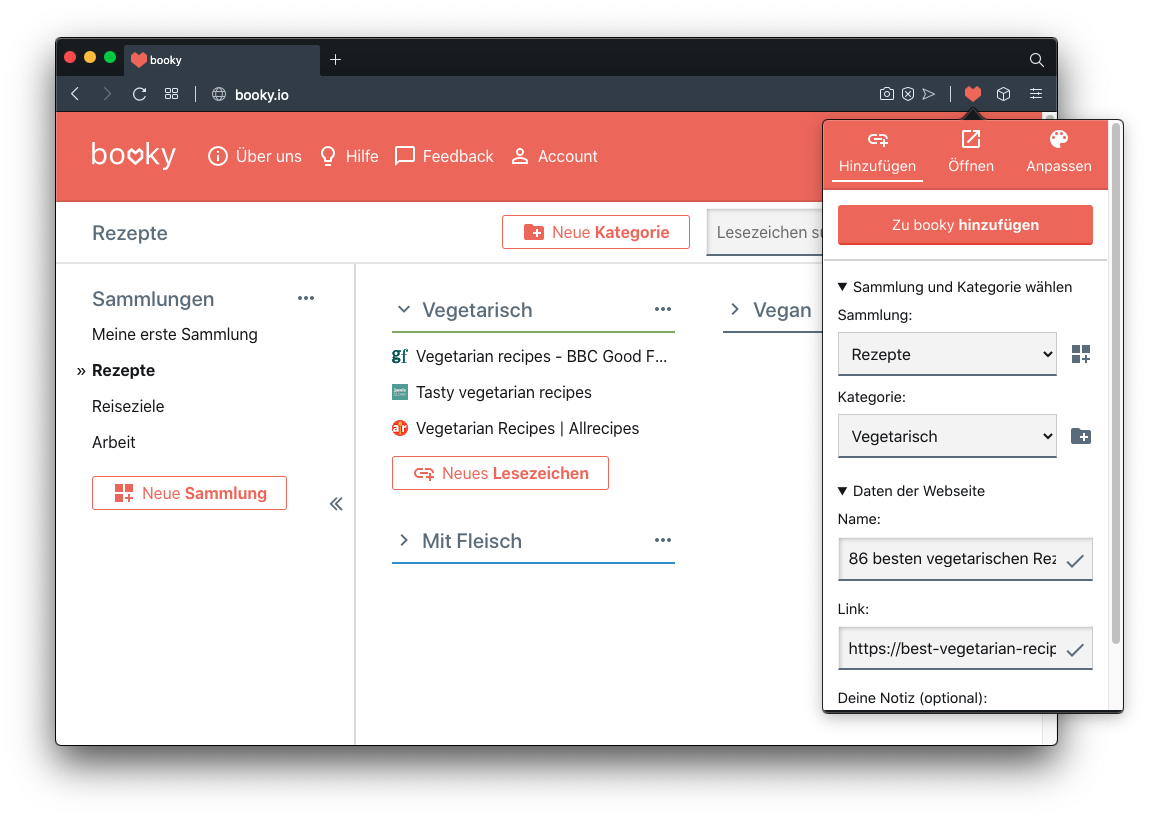 booky
booky.io
booky
Über uns
Hilfe
Feedback
Account
Rezepte
Neue Kategorie
Lesezeichen su
Sammlungen
Meine erste Sammlung
» Rezepte
Reiseziele
Arbeit
Neue Sammlung
Vegetarisch
gf Vegetarian recipes - BBC Good F...
Tasty vegetarian recipes
Vegetarian Recipes | Allrecipes
Neues Lesezeichen
Mit Fleisch
Vegan
Hinzufügen
Öffnen
Anpassen
Zu booky hinzufügen
Sammlung und Kategorie wählen
Sammlung:
Rezepte
Kategorie:
Vegetarisch
Daten der Webseite
Name:
86 besten vegetarischen Rez
Link:
https://best-vegetarian-recip
Deine Notiz (optional):